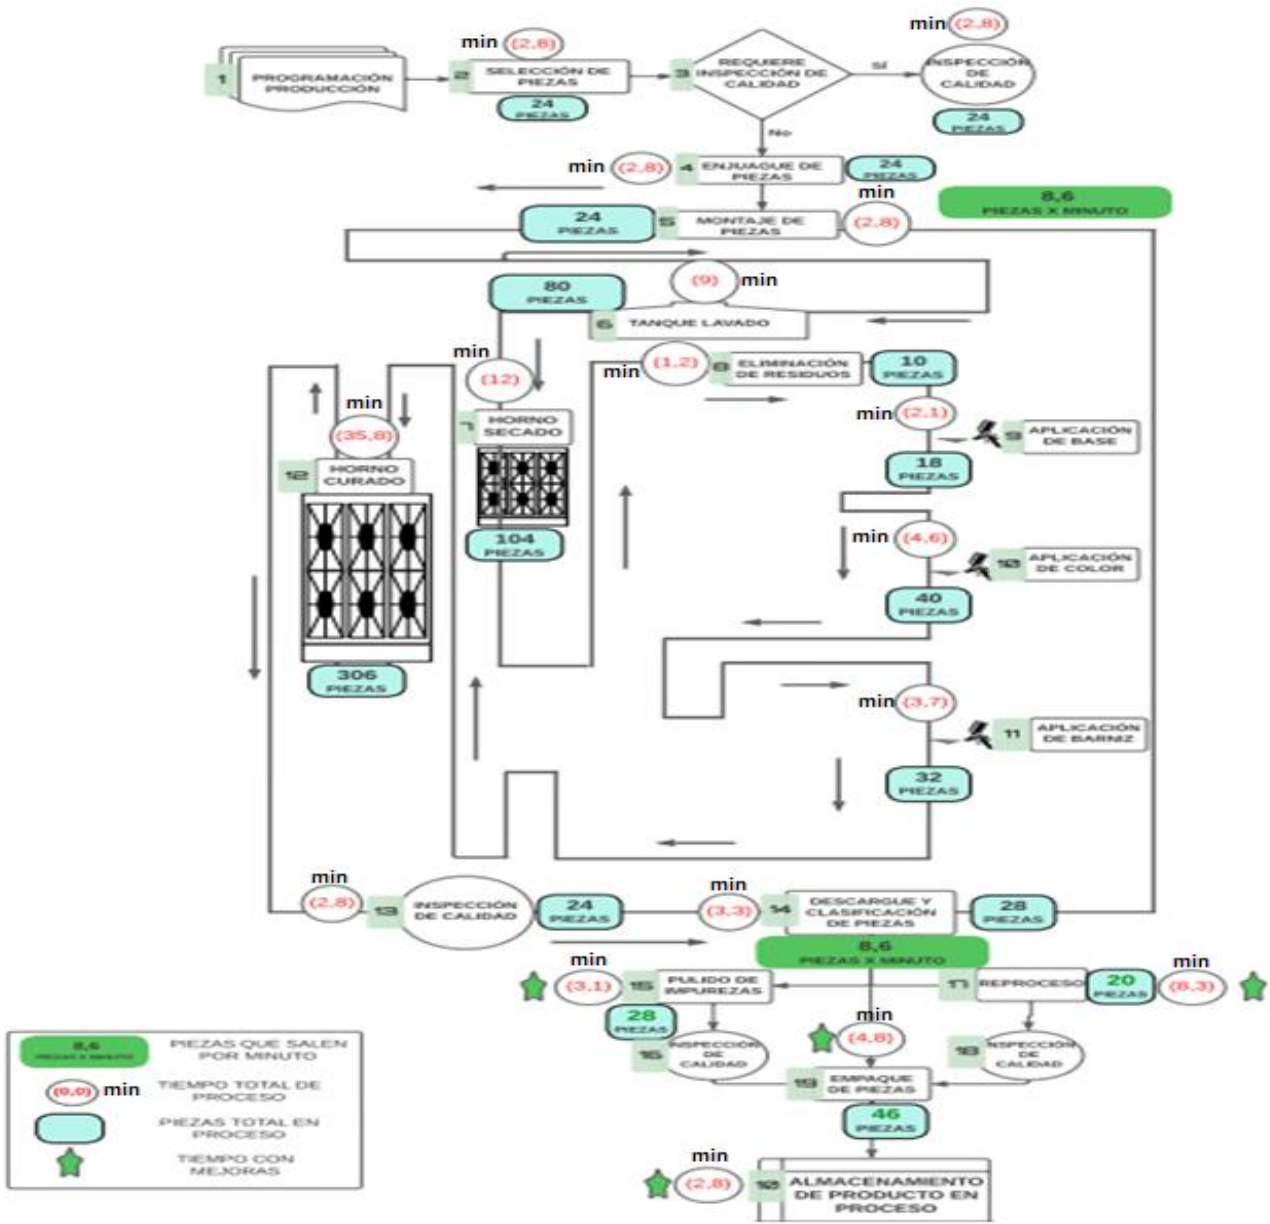 min (2,8)
1 PROGRAMACIÓN
PRODUCCIÓN
2 SELECCIÓN DE
PIEZAS
24
PIEZAS
3 REQUIERE
INSPECCIÓN DE
CALIDAD
Sí
min (2,8)
INSPECCIÓN
DE
CALIDAD
24
PIEZAS
No
min (2,8)
4 ENJUAGUE DE
PIEZAS
24
PIEZAS
8,6
PIEZAS X MINUTO
24
PIEZAS
5 MONTAJE DE
PIEZAS
min
(2,8)
80
PIEZAS
(9) min
6 TANQUE LAVADO
min
(12)
7 HORNO
SECADO
104
PIEZAS
min (1,2)
8 ELIMINACIÓN
DE RESIDUOS
10
PIEZAS
min (2,1)
9 APLICACIÓN
DE BASE
18
PIEZAS
min (4,6)
10 APLICACIÓN
DE COLOR
40
PIEZAS
min (3,7)
11 APLICACIÓN
DE BARNIZ
32
PIEZAS
min
(35,8)
12 HORNO
CURADO
306
PIEZAS
min
(2,8)
13 INSPECCIÓN
DE CALIDAD
24
PIEZAS
min
(3,3)
14 DESCARGUE Y
CLASIFICACIÓN
DE PIEZAS
28
PIEZAS
8,6
PIEZAS X MINUTO
min
(3,1)
15 PULIDO DE
IMPUREZAS
28
PIEZAS
16 INSPECCIÓN
DE
CALIDAD
17 REPROCESO
20
PIEZAS
min
(8,3)
18 INSPECCIÓN
DE
CALIDAD
min
(4,8)
19 EMPAQUE
DE PIEZAS
46
PIEZAS
min
(2,8)
ALMACENAMIENTO
DE PRODUCTO EN
PROCESO
8,6
PIEZAS X MINUTO
PIEZAS QUE SALEN
POR MINUTO
(0,0) min
TIEMPO TOTAL DE
PROCESO
PIEZAS TOTAL EN
PROCESO
TIEMPO CON
MEJORAS